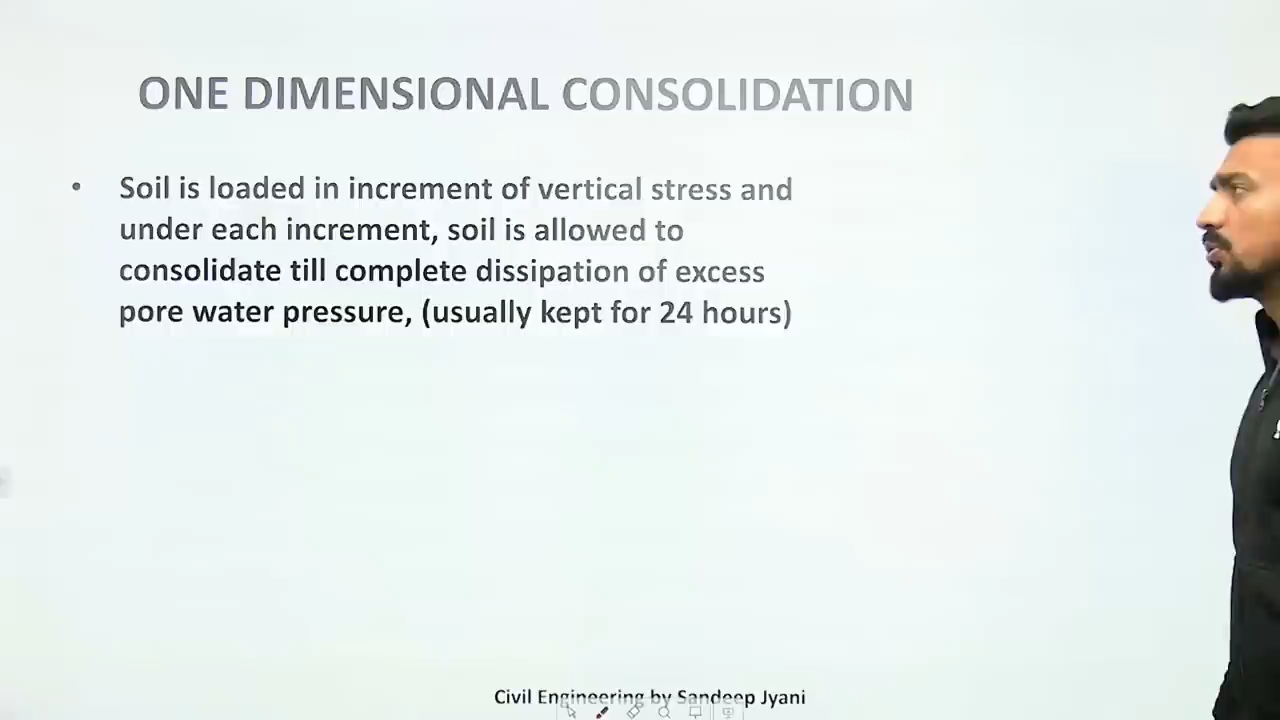 ONE DIMENSIONAL CONSOLIDATION
• Soil is loaded in increment of vertical stress and
under each increment, soil is allowed to
consolidate till complete dissipation of excess
pore water pressure, (usually kept for 24 hours)
Civil Engineering by Sandeep Jyani